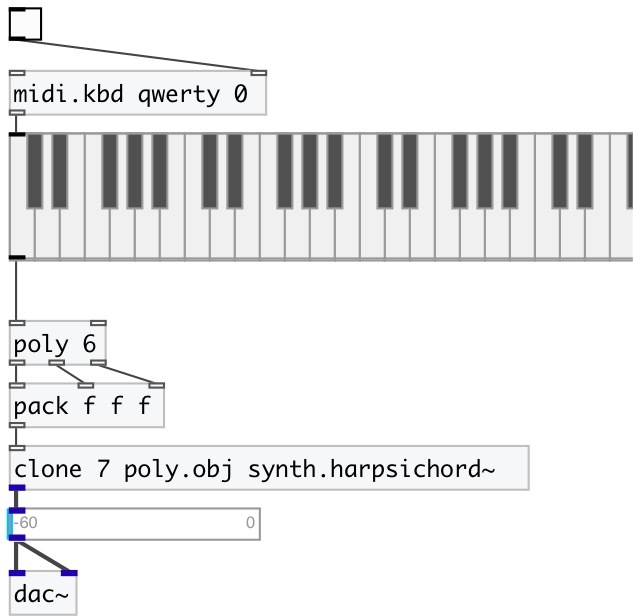 midi.kbd qwerty 0
poly 6
pack f f f
clone 7 poly.obj synth.harpsichord~
-60 0
dac~